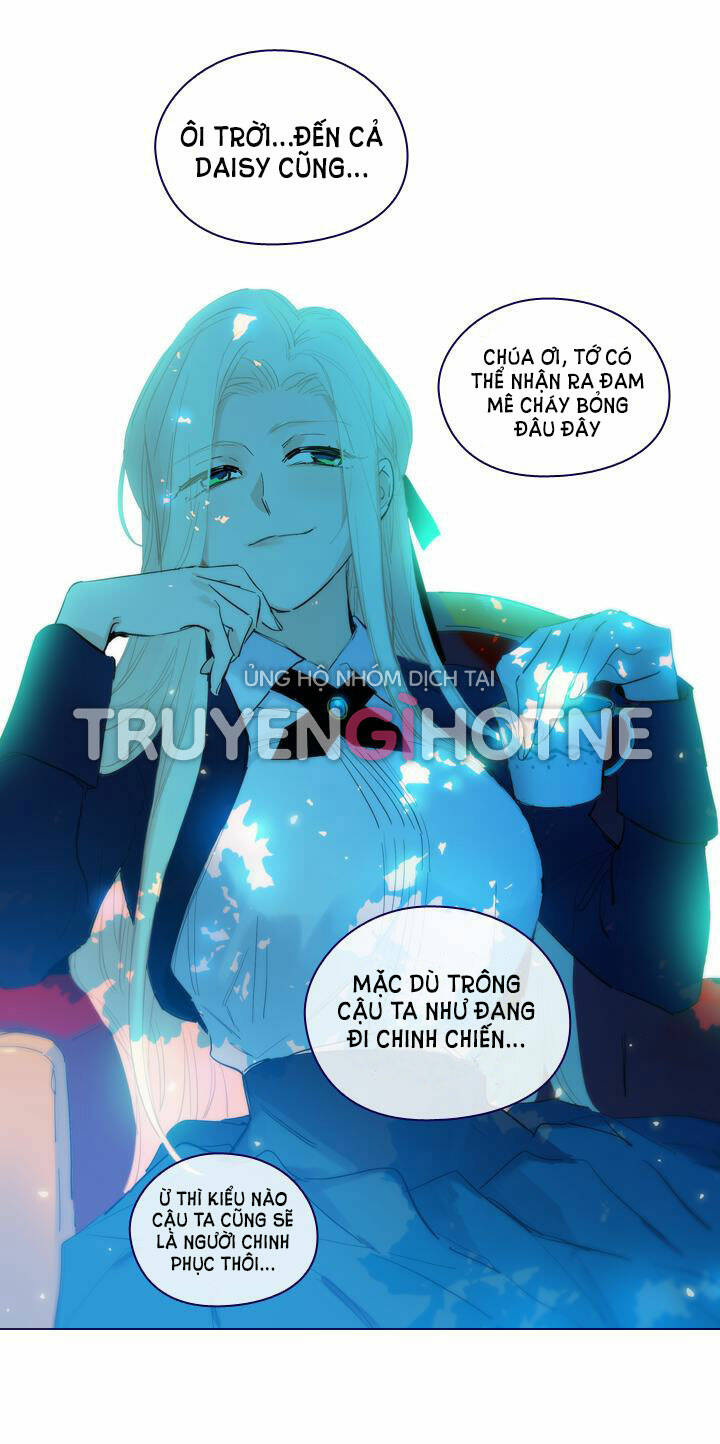 ÔI TRỜI...ĐẾN CẢ
DAISY CŨNG...
CHÚA ƠI, TỚ CÓ
THỂ NHẬN RA ĐAM
MÊ CHÁY BỎNG
ĐÂU ĐÂY
ỦNG HỘ NHÓM DỊCH TẠI
TRUYENGIHOTNE
MẶC DÙ TRÔNG
CẬU TA NHƯ ĐANG
ĐI CHINH CHIẾN...
Ừ THÌ KIỂU NÀO
CẬU TA CŨNG SẼ
LÀ NGƯỜI CHINH
PHỤC THÔI...